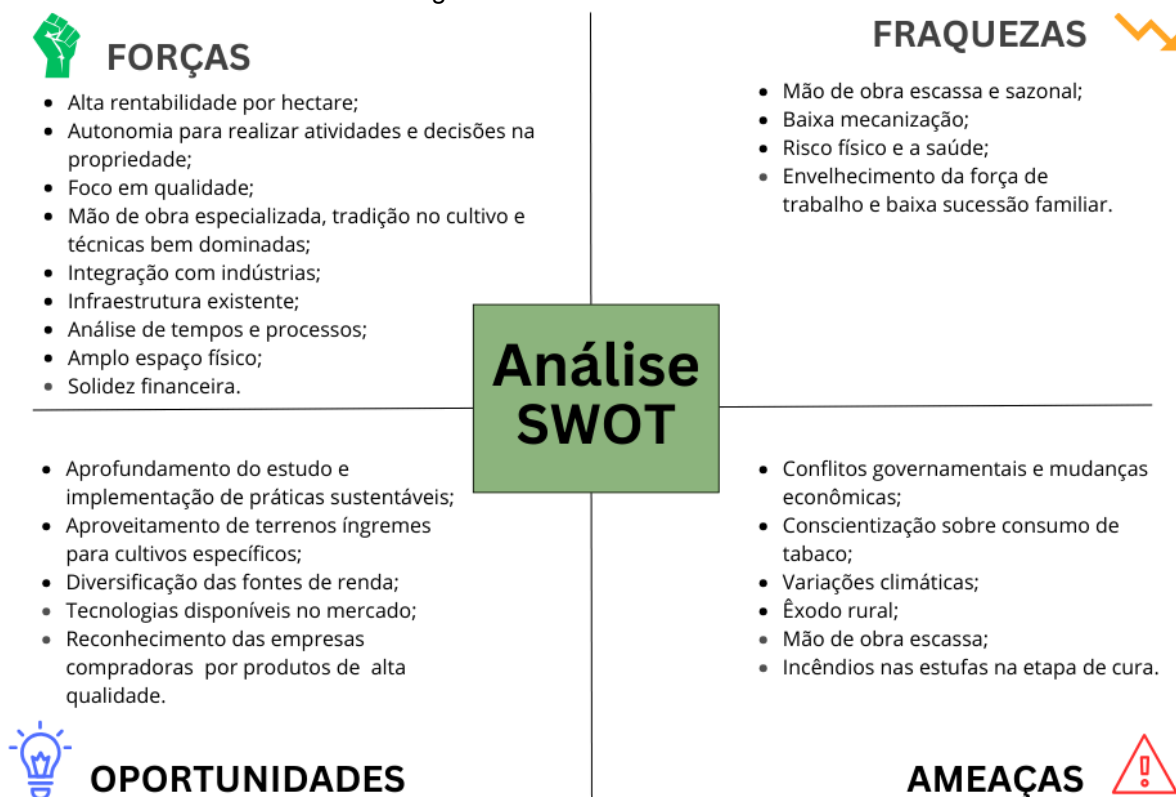 FORÇAS
• Alta rentabilidade por hectare;
• Autonomia para realizar atividades e decisões na
propriedade;
• Foco em qualidade;
• Mão de obra especializada, tradição no cultivo e
técnicas bem dominadas;
• Integração com indústrias;
• Infraestrutura existente;
• Análise de tempos e processos;
• Amplo espaço físico;
• Solidez financeira.
FRAQUEZAS
• Mão de obra escassa e sazonal;
• Baixa mecanização;
• Risco físico e a saúde;
• Envelhecimento da força de
trabalho e baixa sucessão familiar.
Análise
SWOT
• Aprofundamento do estudo e
implementação de práticas sustentáveis;
• Aproveitamento de terrenos íngremes
para cultivos específicos;
• Diversificação das fontes de renda;
• Tecnologias disponíveis no mercado;
• Reconhecimento das empresas
compradoras por produtos de alta
qualidade.
OPORTUNIDADES
• Conflitos governamentais e mudanças
econômicas;
• Conscientização sobre consumo de
tabaco;
• Variações climáticas;
• Êxodo rural;
• Mão de obra escassa;
• Incêndios nas estufas na etapa de cura.
AMEAÇAS